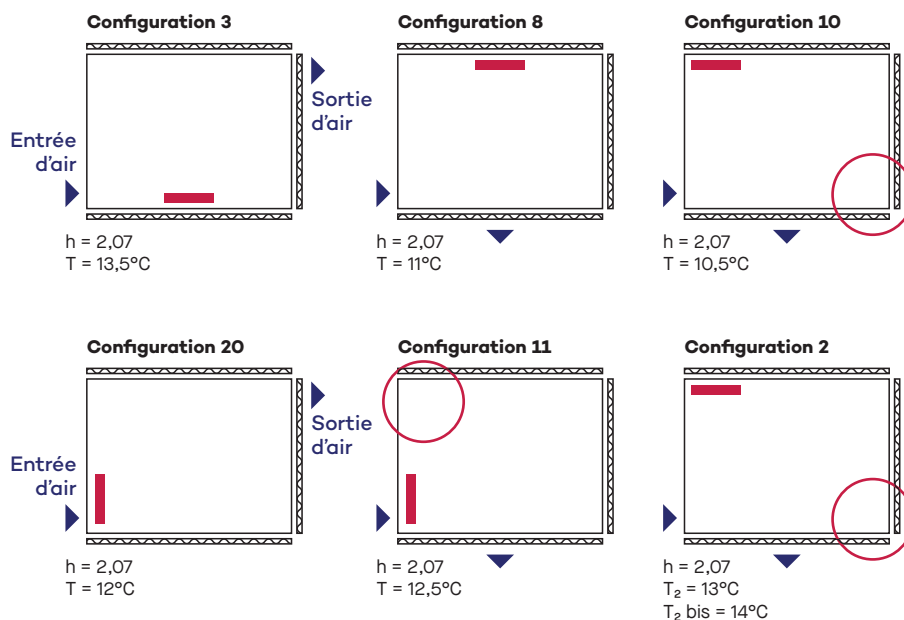 Configuration 3
Configuration 8
Configuration 10
Sortie
d'air
Entrée
d'air
h = 2,07
T = 13,5°C
h = 2,07
T = 11°C
h = 2,07
T = 10,5°C
Configuration 20
Configuration 11
Configuration 2
Sortie
d'air
Entrée
d'air
h = 2,07
T = 12°C
h = 2,07
T = 12,5°C
h = 2,07
T₂ = 13°C
T₂ bis = 14°C